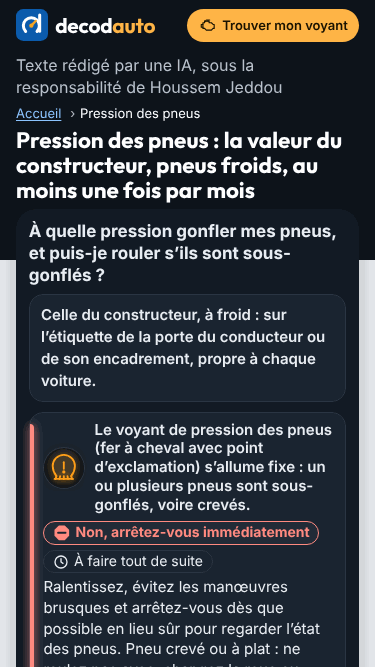 decodauto
Trouver mon voyant
Texte rédigé par une IA, sous la
responsabilité de Houssem Jeddou
Accueil › Pression des pneus
Pression des pneus : la valeur du
constructeur, pneus froids, au
moins une fois par mois
À quelle pression gonfler mes pneus,
et puis-je rouler s’ils sont sous-
gonflés ?
Celle du constructeur, à froid : sur
l’étiquette de la porte du conducteur ou
de son encadrement, propre à chaque
voiture.
Le voyant de pression des pneus
(fer à cheval avec point
d’exclamation) s’allume fixe : un
ou plusieurs pneus sont sous-
gonflés, voire crevés.
Non, arrêtez-vous immédiatement
À faire tout de suite
Ralentissez, évitez les manœuvres
brusques et arrêtez-vous dès que
possible en lieu sûr pour regarder l’état
des pneus. Pneu crevé ou à plat : ne